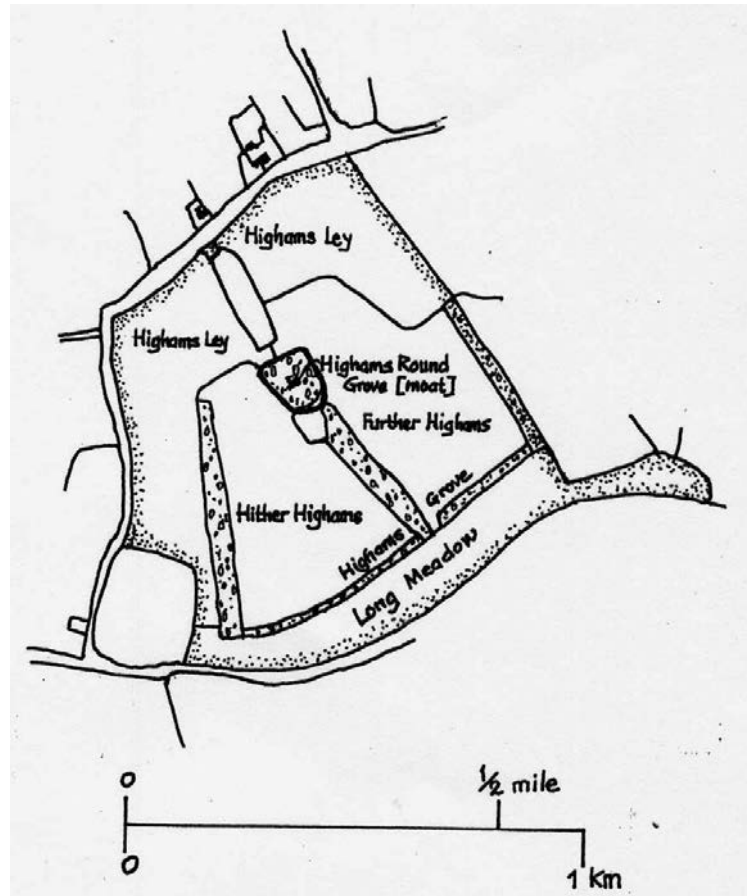 Highams Ley
Highams Ley
Highams Round
Grove [moat]
Further Highams
Hither Highams
Highams Grove
Long Meadow
0
½ mile
0
1 Km